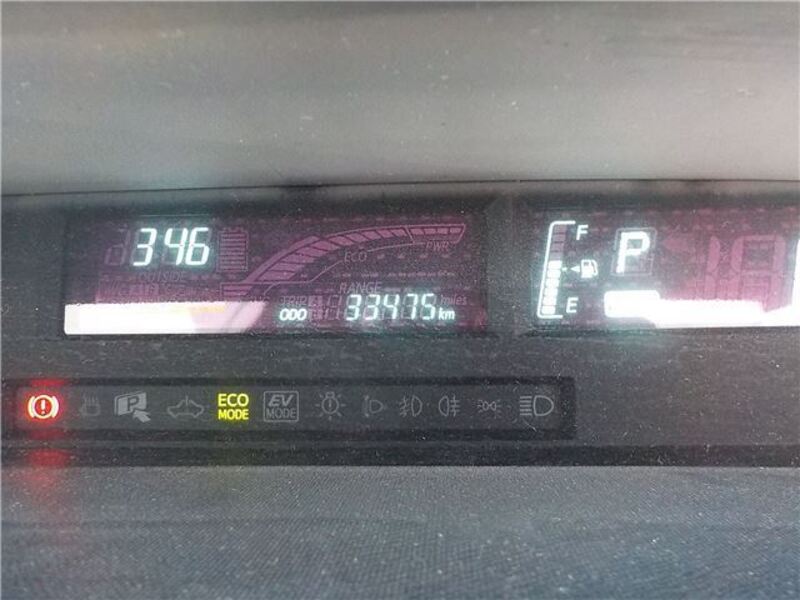 346
ECO
PWR
OUTSIDE
RANGE
TRIP
miles
ODO 33475 km
F
E
P
ECO
MODE
EV
MODE
P